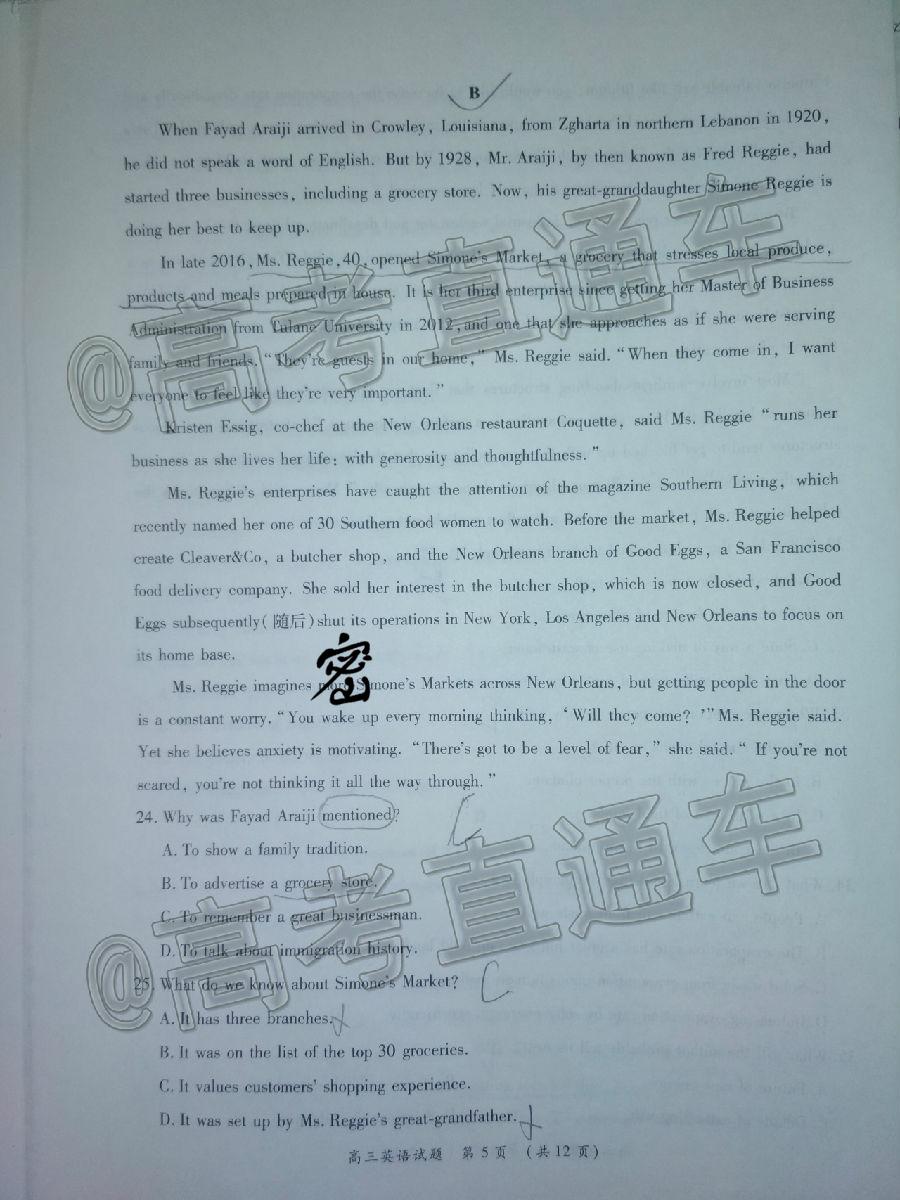 B
When Fayad Araiji arrived in Crowley, Louisiana, from Zgharta in northern Lebanon in 1920,
he did not speak a word of English. But by 1928, Mr. Araiji, by then known as Fred Reggie, had
started three businesses, including a grocery store. Now, his great-granddaughter Simone Reggie is
doing her best to keep up.
In late 2016, Ms. Reggie, 40, opened Simone's Market, a grocery that stresses local produce,
products and meals prepared in house. It is her third enterprise since getting her Master of Business
Administration from Tulane University in 2012, and one that she approaches as if she were serving
family and friends. "They're guests in our home," Ms. Reggie said. "When they come in, I want
everyone to feel like they're very important."
Kristen Essig, co-chef at the New Orleans restaurant Coquette, said Ms. Reggie "runs her
business as she lives her life: with generosity and thoughtfulness."
Ms. Reggie's enterprises have caught the attention of the magazine Southern Living, which
recently named her one of 30 Southern food women to watch. Before the market, Ms. Reggie helped
create Cleaver&Co, a butcher shop, and the New Orleans branch of Good Eggs, a San Francisco
food delivery company. She sold her interest in the butcher shop, which is now closed, and Good
Eggs subsequently(随后)shut its operations in New York, Los Angeles and New Orleans to focus on
its home base.
密
Ms. Reggie imagines more Simone's Markets across New Orleans, but getting people in the door
is a constant worry. "You wake up every morning thinking, 'Will they come?'" Ms. Reggie said.
Yet she believes anxiety is motivating. "There's got to be a level of fear," she said. "If you're not
scared, you're not thinking it all the way through."
24. Why was Fayad Araiji mentioned?
A. To show a family tradition.
B. To advertise a grocery store.
C. To remember a great businessman.
D. To talk about immigration history.
25. What do we know about Simone's Market? C
A. It has three branches.
B. It was on the list of the top 30 groceries.
C. It values customers' shopping experience.
D. It was set up by Ms. Reggie's great-grandfather.
高三英语试题 第5页 (共12页)
@高考直通车
@高考直通车